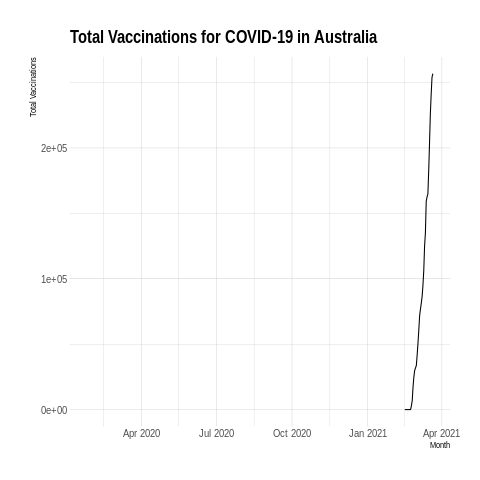 Total Vaccinations for COVID-19 in Australia
Total Vaccinations
2e+05
1e+05
0e+00
Apr 2020 Jul 2020 Oct 2020 Jan 2021 Apr 2021
Month